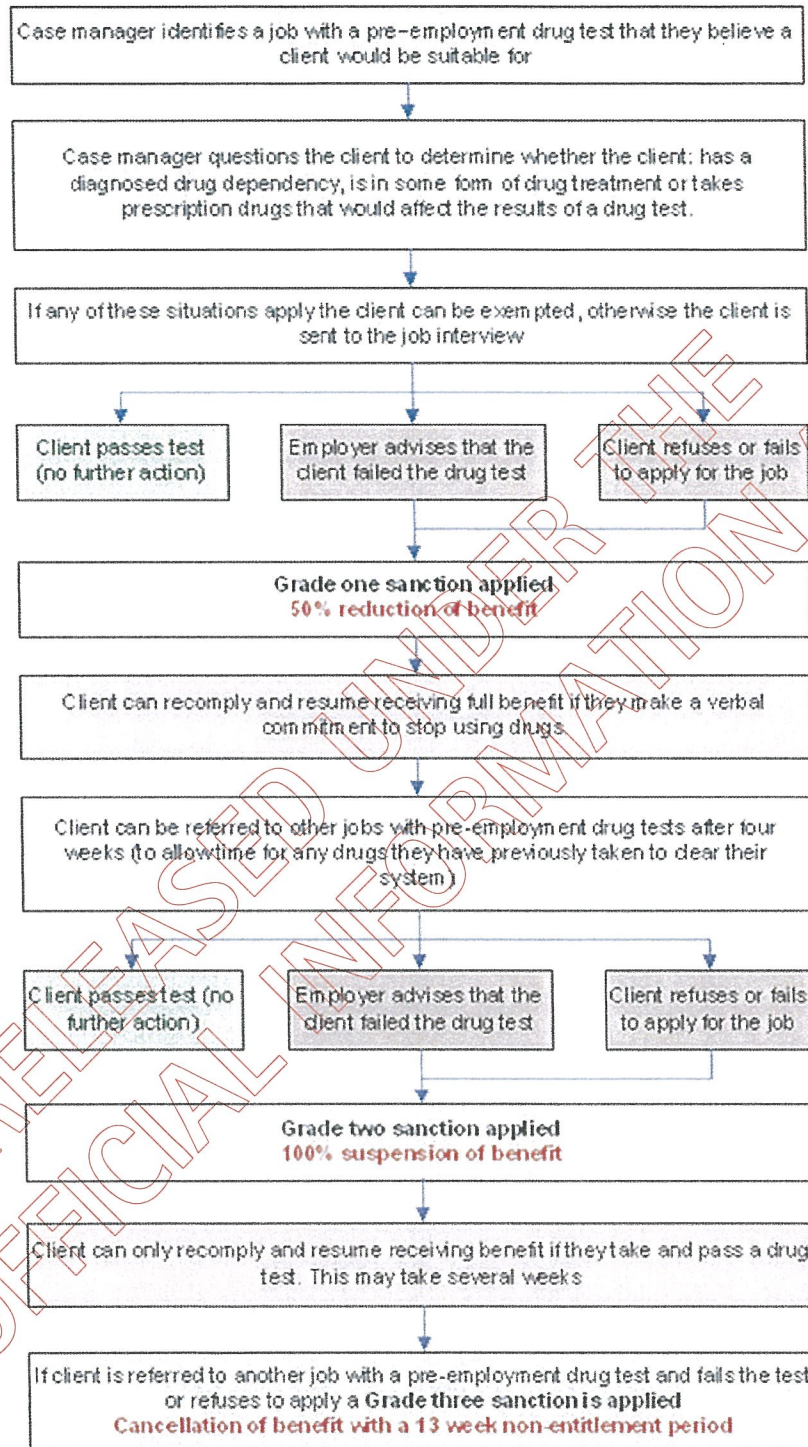 Case manager identifies a job with a pre-employment drug test that they believe a
client would be suitable for
Case manager questions the client to determine whether the client: has a
diagnosed drug dependency, is in some form of drug treatment or takes
prescription drugs that would affect the results of a drug test.
If any of these situations apply the client can be exempted, otherwise the client is
sent to the job interview
Client passes test
(no further action)
Employer advises that the
client failed the drug test
Client refuses or fails
to apply for the job
Grade one sanction applied
50% reduction of benefit
Client can recomply and resume receiving full benefit if they make a verbal
commitment to stop using drugs
Client can be referred to other jobs with pre-employment drug tests after four
weeks (to allow time for any drugs they have previously taken to clear their
system)
Client passes test (no
further action)
Employer advises that the
client failed the drug test
Client refuses or fails
to apply for the job
Grade two sanction applied
100% suspension of benefit
Client can only recomply and resume receiving benefit if they take and pass a drug
test. This may take several weeks
If client is referred to another job with a pre-employment drug test and fails the test
or refuses to apply a Grade three sanction is applied
Cancellation of benefit with a 13 week non-entitlement period
RELEASED UNDER THE
OFFICIAL INFORMATION